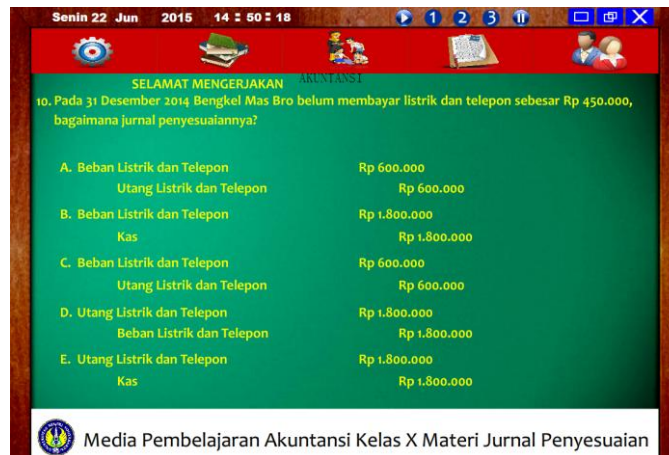 Senin 22 Jun 2015 14 : 50 : 18 1 2 3
SELAMAT MENGERJAKAN AKUNTANSI
10. Pada 31 Desember 2014 Bengkel Mas Bro belum membayar listrik dan telepon sebesar Rp 450.000,
bagaimana jurnal penyesuaiannya?
A. Beban Listrik dan Telepon Rp 600.000
Utang Listrik dan Telepon Rp 600.000
B. Beban Listrik dan Telepon Rp 1.800.000
Kas Rp 1.800.000
C. Beban Listrik dan Telepon Rp 600.000
Utang Listrik dan Telepon Rp 600.000
D. Utang Listrik dan Telepon Rp 1.800.000
Beban Listrik dan Telepon Rp 1.800.000
E. Utang Listrik dan Telepon Rp 1.800.000
Kas Rp 1.800.000
Media Pembelajaran Akuntansi Kelas X Materi Jurnal Penyesuaian